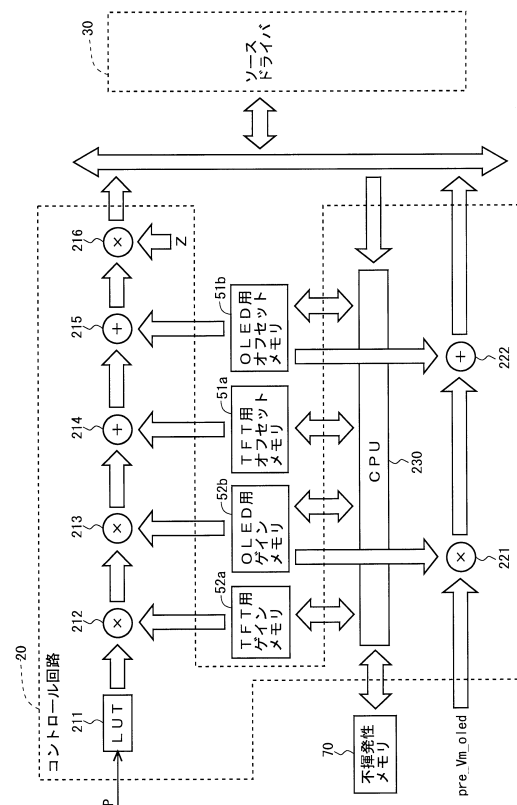 20
コントロール回路
P
211
LUT
212
213
214
215
216
Z
30
ソース
ドライバ
52a
TFT用
ゲイン
メモリ
52b
OLED用
ゲイン
メモリ
51a
TFT用
オフセット
メモリ
51b
OLED用
オフセット
メモリ
CPU
230
70
不揮発性
メモリ
pre_Vm_oled
221
222
×
×
+
+
×
×
+